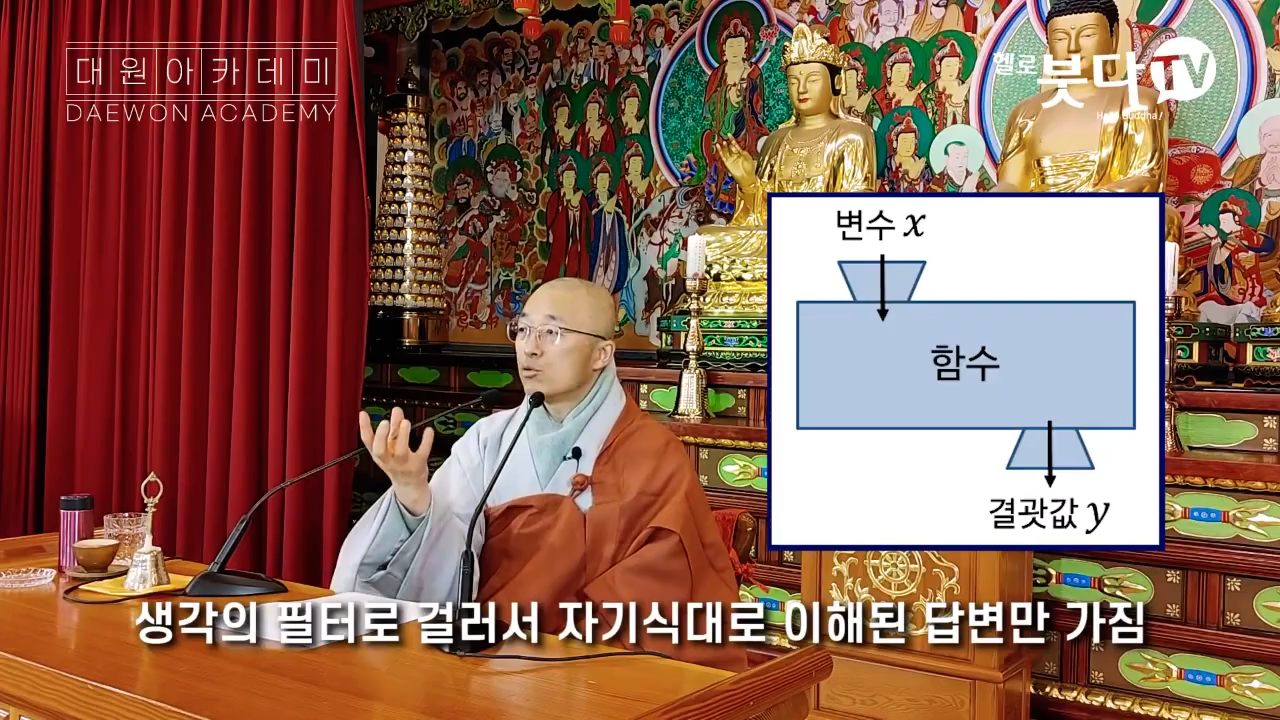 대원아카데미
DAEWON ACADEMY
헬로
붓다TV
Hello Buddha!
변수 x
함수
결괏값 y
생각의 필터로 걸러서 자기식대로 이해된 답변만 가짐